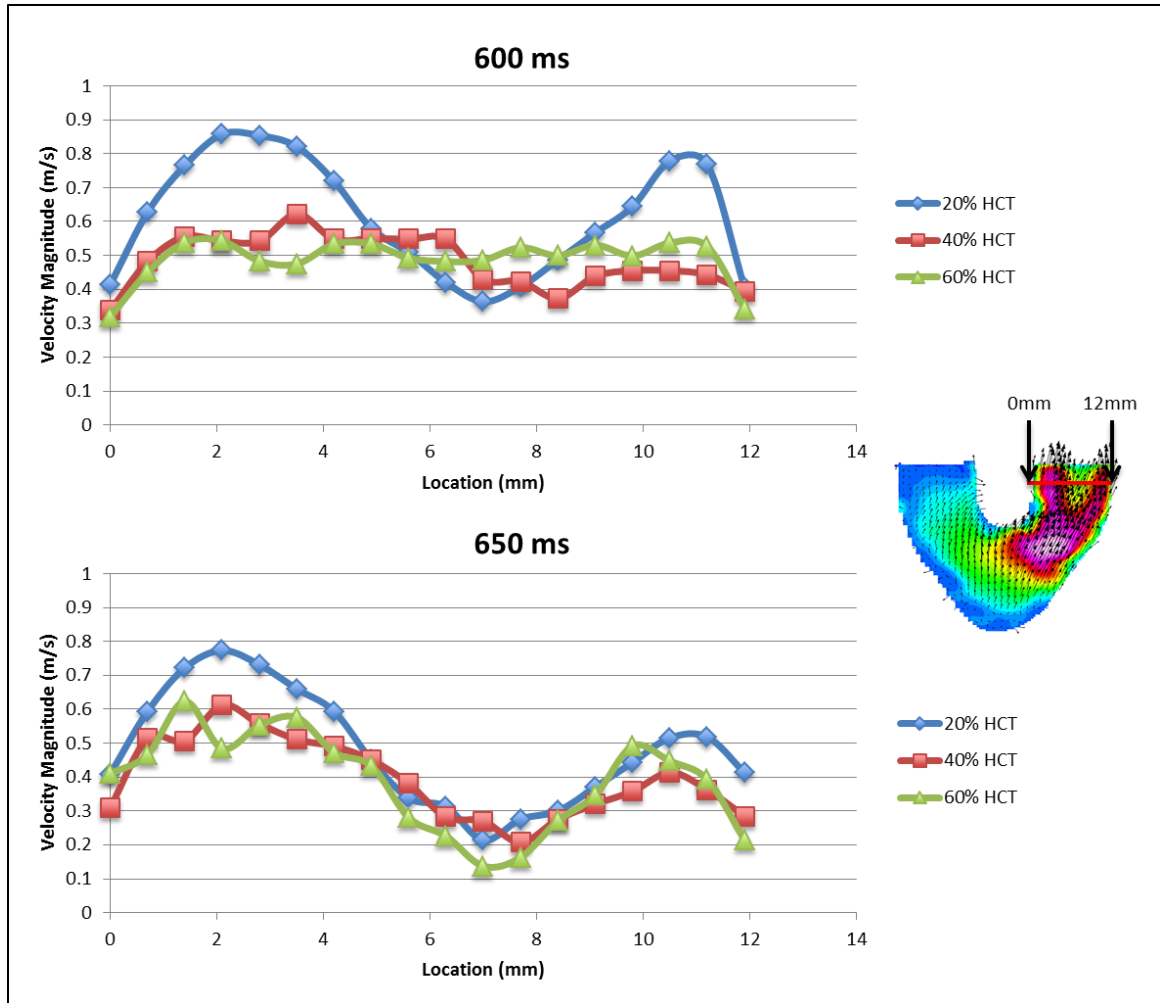 600 ms
Velocity Magnitude (m/s)
1
0.9
0.8
0.7
0.6
0.5
0.4
0.3
0.2
0.1
0
0 2 4 6 8 10 12 14
Location (mm)
20% HCT
40% HCT
60% HCT
0mm 12mm
650 ms
Velocity Magnitude (m/s)
1
0.9
0.8
0.7
0.6
0.5
0.4
0.3
0.2
0.1
0
0 2 4 6 8 10 12 14
Location (mm)
20% HCT
40% HCT
60% HCT